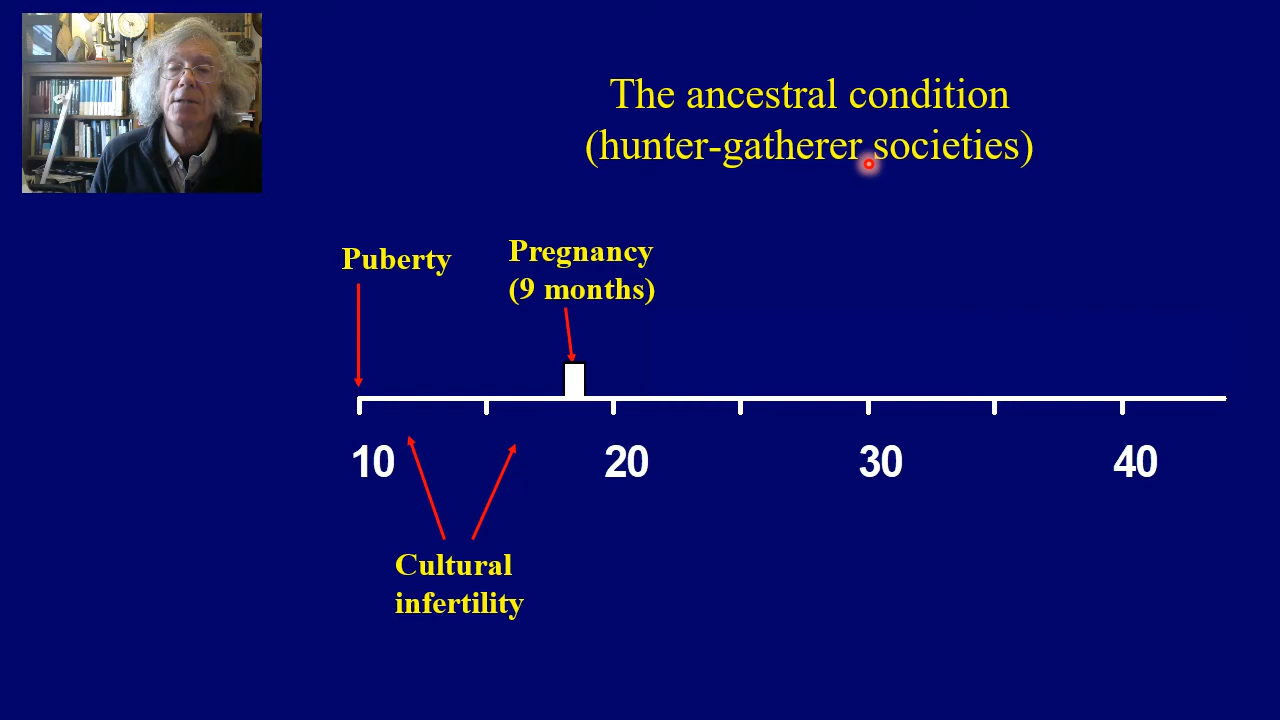 The ancestral condition
(hunter-gatherer societies)
Puberty
Pregnancy
(9 months)
10 20 30 40
Cultural
infertility